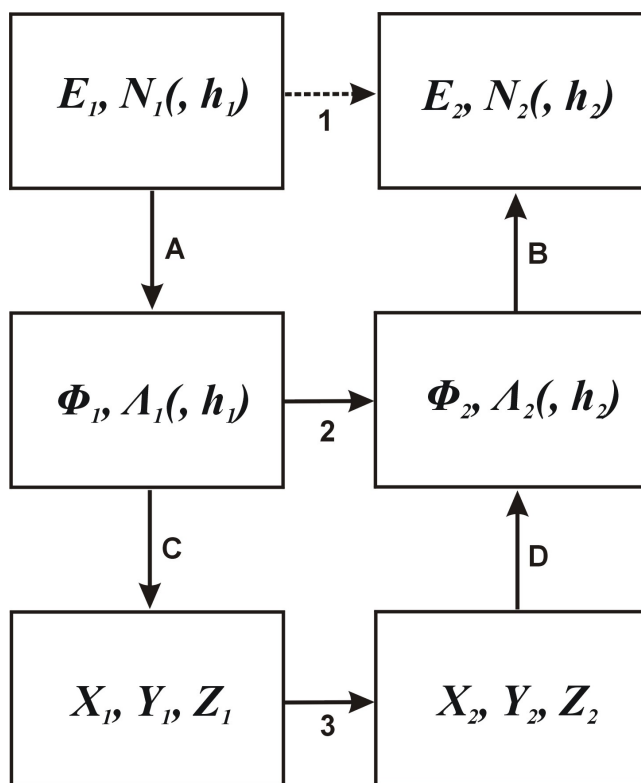 E₁, N₁(, h₁)
1
E₂, N₂(, h₂)
A
B
Φ₁, Λ₁(, h₁)
2
Φ₂, Λ₂(, h₂)
C
D
X₁, Y₁, Z₁
3
X₂, Y₂, Z₂